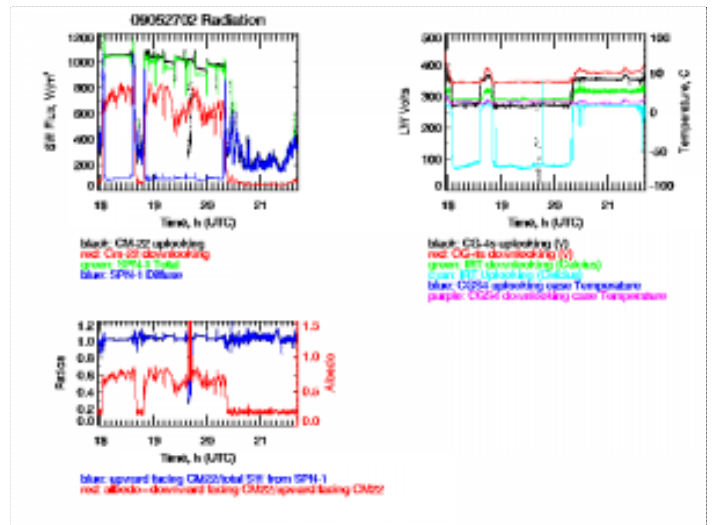 09052702 Radiation
1200
1000
800
600
400
200
0
SW Flux, W/m²
18 19 20 21
Time, h (UTC)
black: CM-22 uplooking
red: Cm-22 downlooking
green: SPN-1 Total
blue: SPN-1 Diffuse
500
400
300
200
100
0
LW Volts
100
50
0
-50
-100
Temperature, C
18 19 20 21
Time, h (UTC)
black: CG-4s uplooking (V)
red: CG-4s downlooking (V)
green: IRT downlooking (Celsius)
cyan: IRT Uplooking (Celsius)
blue: CGS4 uplooking case Temperature
purple: CGS4 downlooking case Temperature
1.2
1.0
0.8
0.6
0.4
0.2
0.0
Ratios
1.5
1.0
0.5
0.0
Albedo
18 19 20 21
Time, h (UTC)
blue: upward facing CM22/total SW from SPN-1
red: albedo=downward facing CM22/upward facing CM22